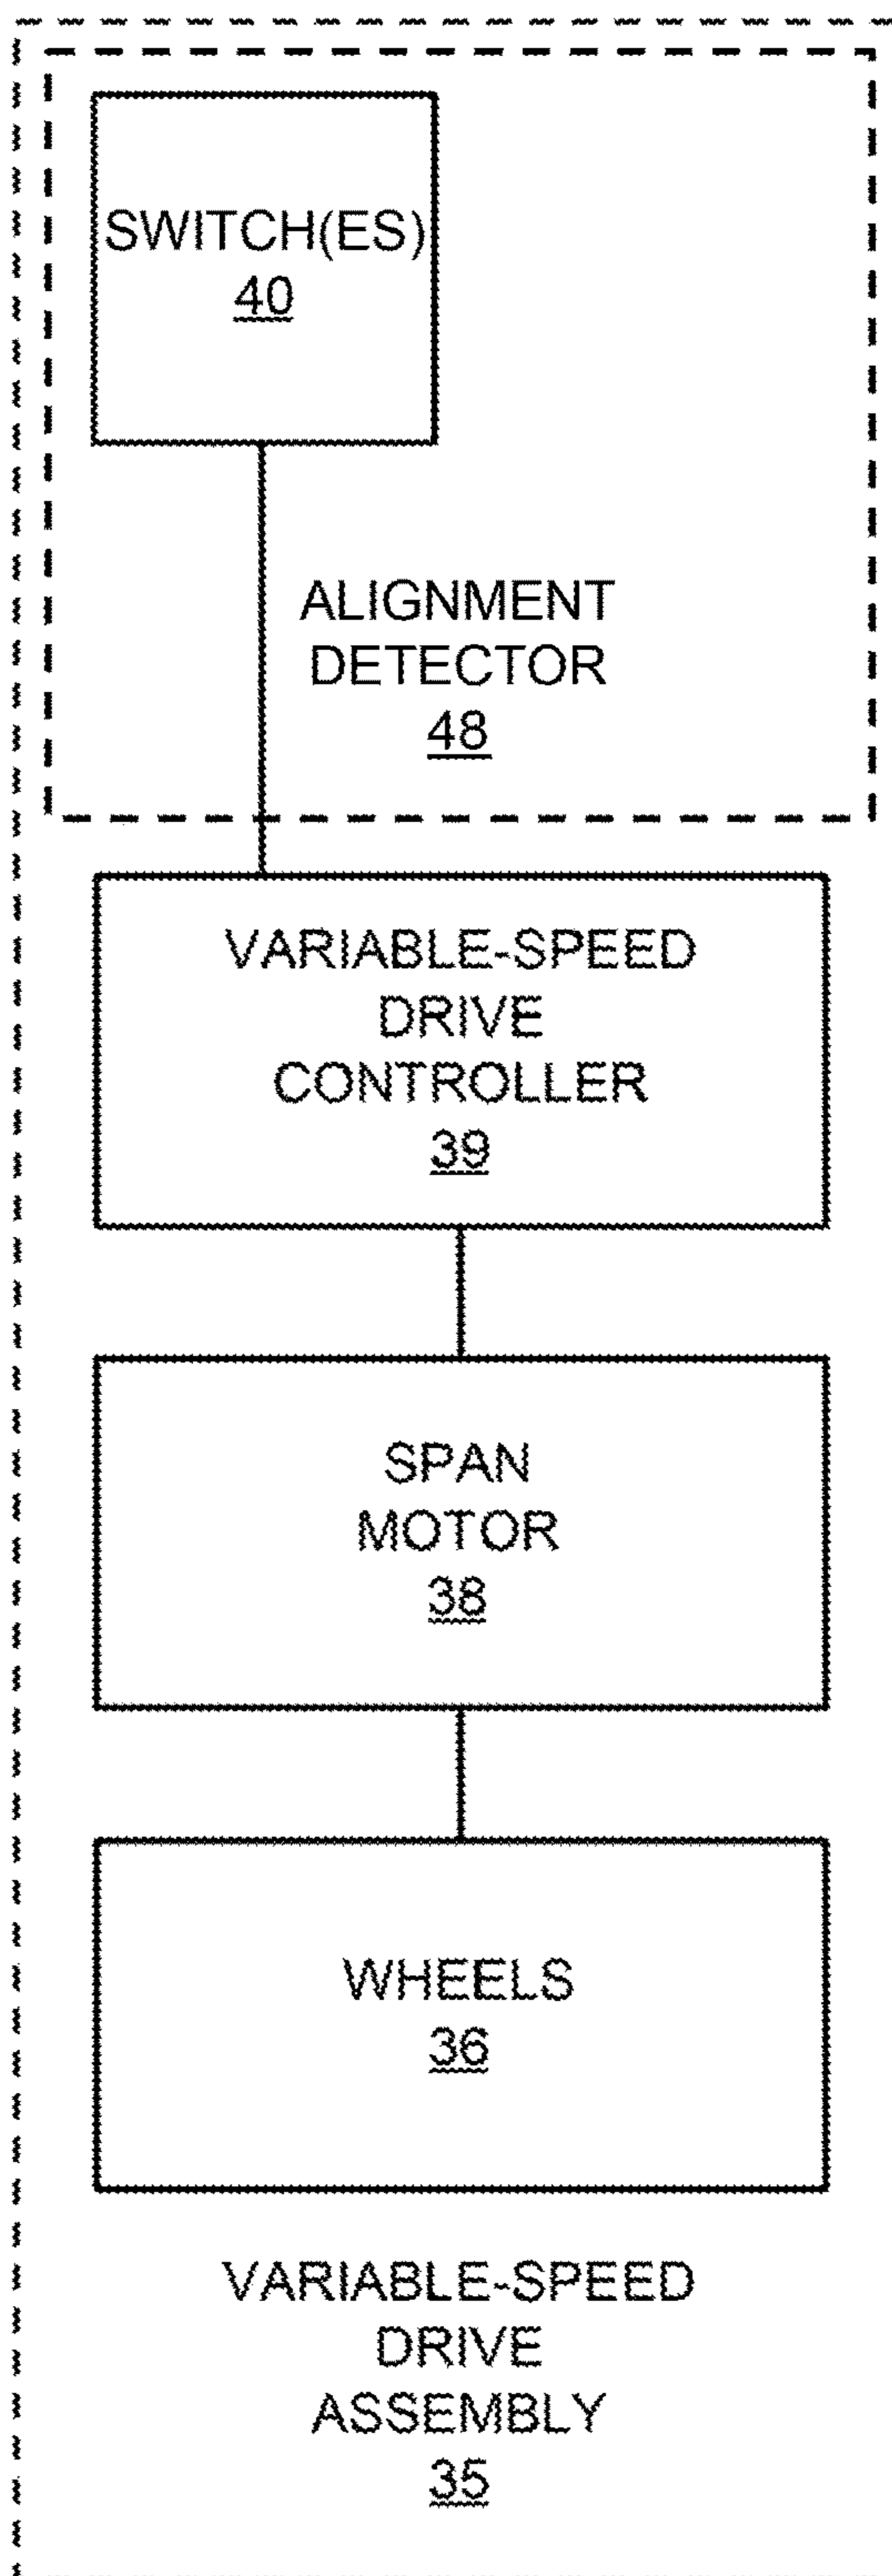 SWITCH(ES)
40
ALIGNMENT
DETECTOR
48
VARIABLE-SPEED
DRIVE
CONTROLLER
39
SPAN
MOTOR
38
WHEELS
36
VARIABLE-SPEED
DRIVE
ASSEMBLY
35